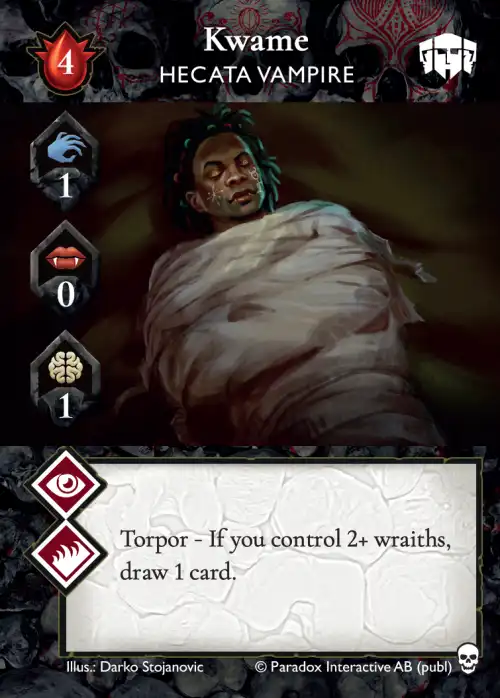 Kwame
4
HECATA VAMPIRE
1
0
1
Torpor - If you control 2+ wraiths,
draw 1 card.
Illus.: Darko Stojanovic © Paradox Interactive AB (publ)